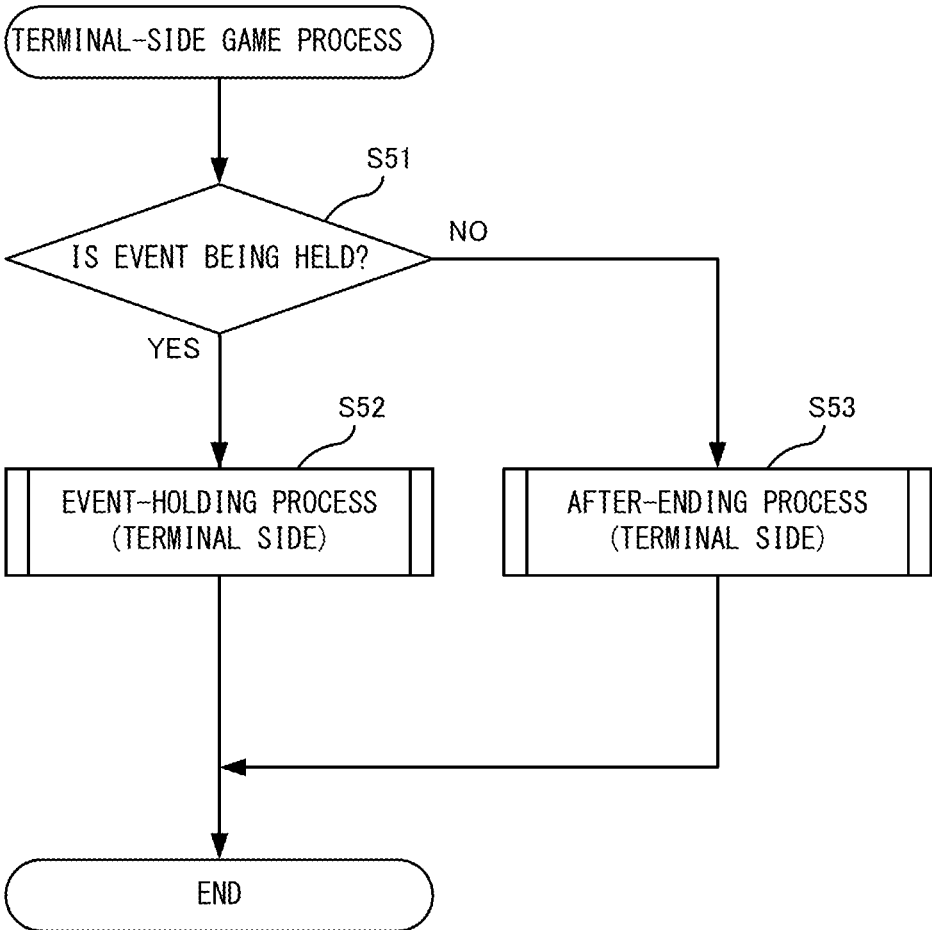 TERMINAL-SIDE GAME PROCESS
S51
IS EVENT BEING HELD?
NO
YES
S52
S53
EVENT-HOLDING PROCESS
(TERMINAL SIDE)
AFTER-ENDING PROCESS
(TERMINAL SIDE)
END